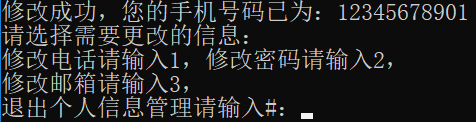 修改成功，您的手机号码已为：12345678901
请选择需要更改的信息：
修改电话请输入1，修改密码请输入2，
修改邮箱请输入3，
退出个人信息管理请输入#：